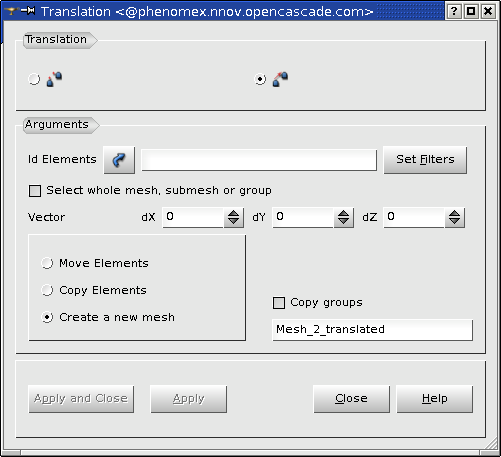 Translation <@phenomex.nnov.opencascade.com>
Translation
Arguments
Id Elements
Set Filters
Select whole mesh, submesh or group
Vector dX 0 dY 0 dZ 0
Move Elements
Copy Elements
Create a new mesh
Copy groups
Mesh_2_translated
Apply and Close Apply Close Help